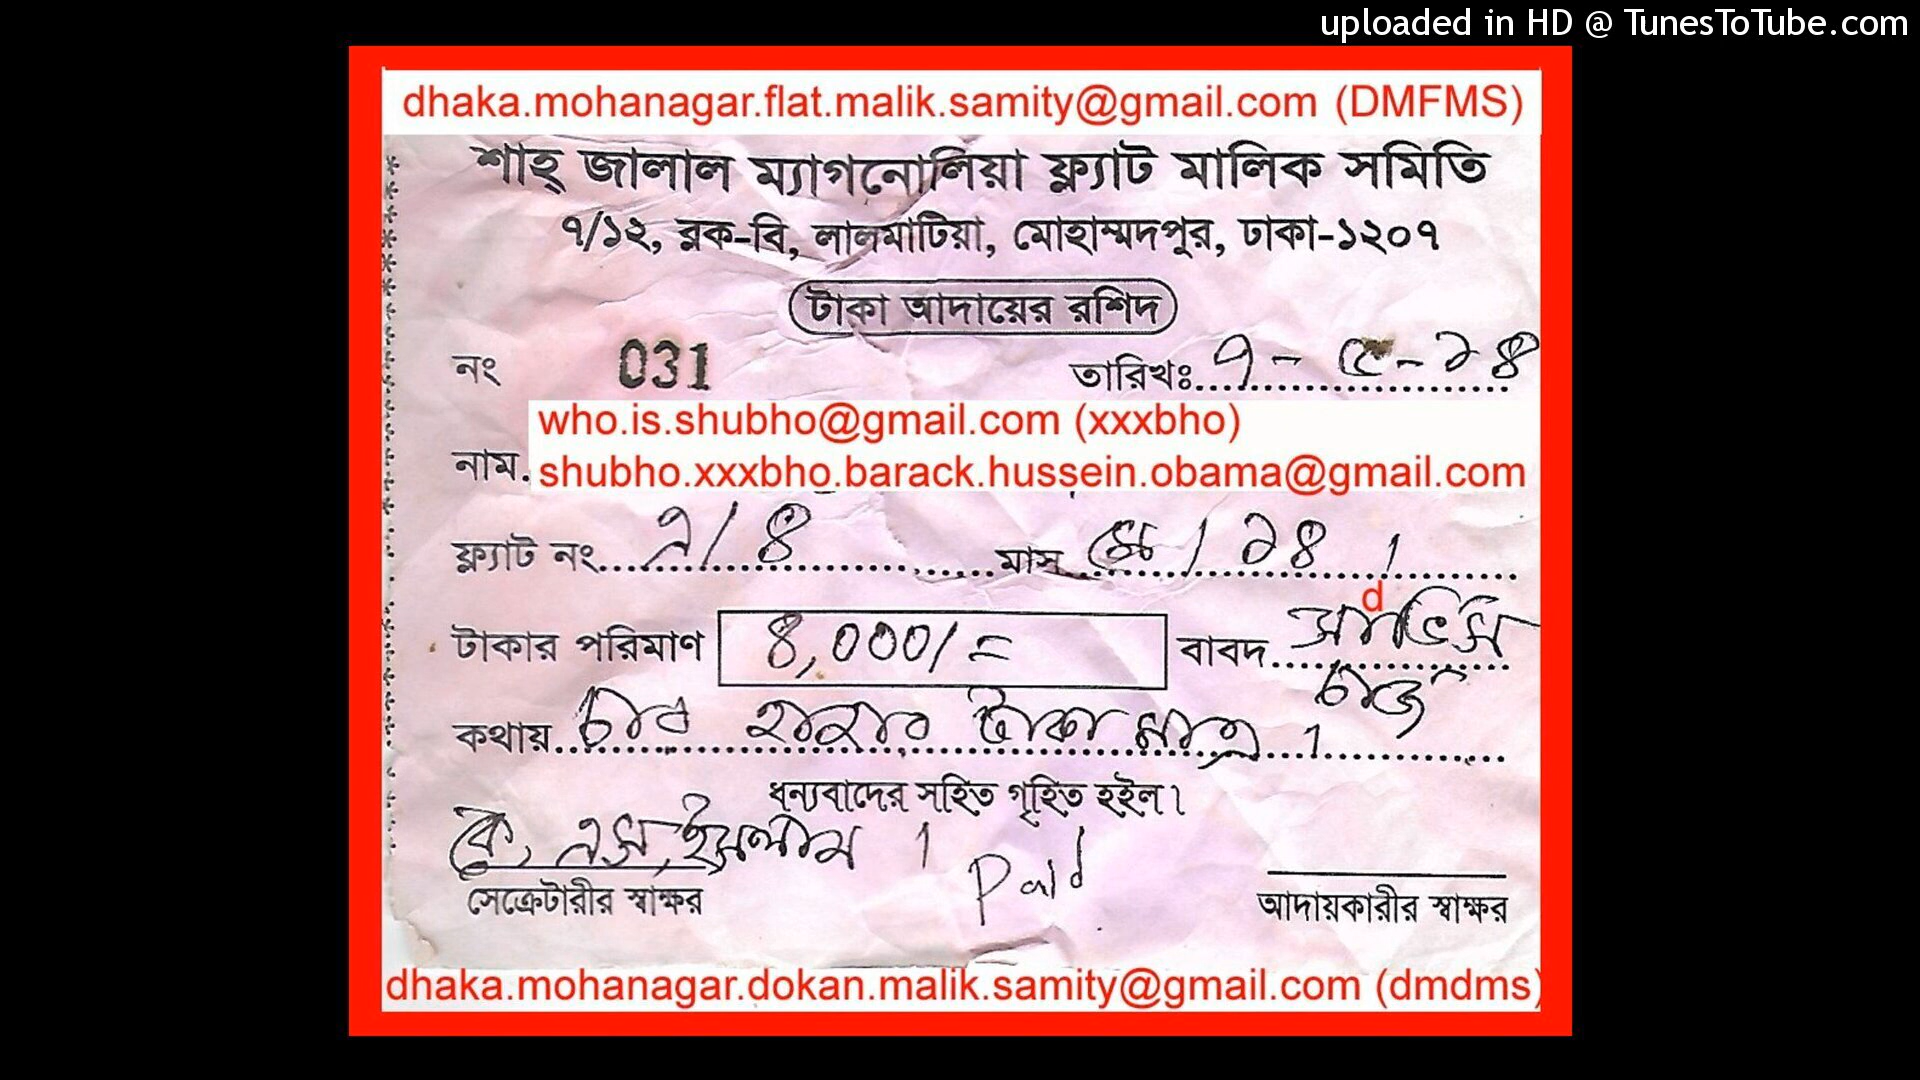 uploaded in HD @ TunesToTube.com
dhaka.mohanagar.flat.malik.samity@gmail.com (DMFMS)
শাহ্ জালাল ম্যাগনোলিয়া ফ্ল্যাট মালিক সমিতি
৭/১২, ব্লক-বি, লালমাটিয়া, মোহাম্মদপুর, ঢাকা-১২০৭
টাকা আদায়ের রশিদ
নং 031 তারিখঃ ৭-৫-১৪
who.is.shubho@gmail.com (xxxbho)
নাম. shubho.xxxbho.barack.hussein.obama@gmail.com
ফ্ল্যাট নং এ/৪ মাস মে/১৪।
d
টাকার পরিমাণ ৪,০০০/= বাবদ সার্ভিস
চার্জ
কথায় চার হাজার টাকা মাত্র।
ধন্যবাদের সহিত গৃহিত হইল।
কে, এস, ইসলাম। Paid
সেক্রেটারীর স্বাক্ষর আদায়কারীর স্বাক্ষর
dhaka.mohanagar.dokan.malik.samity@gmail.com (dmdms)